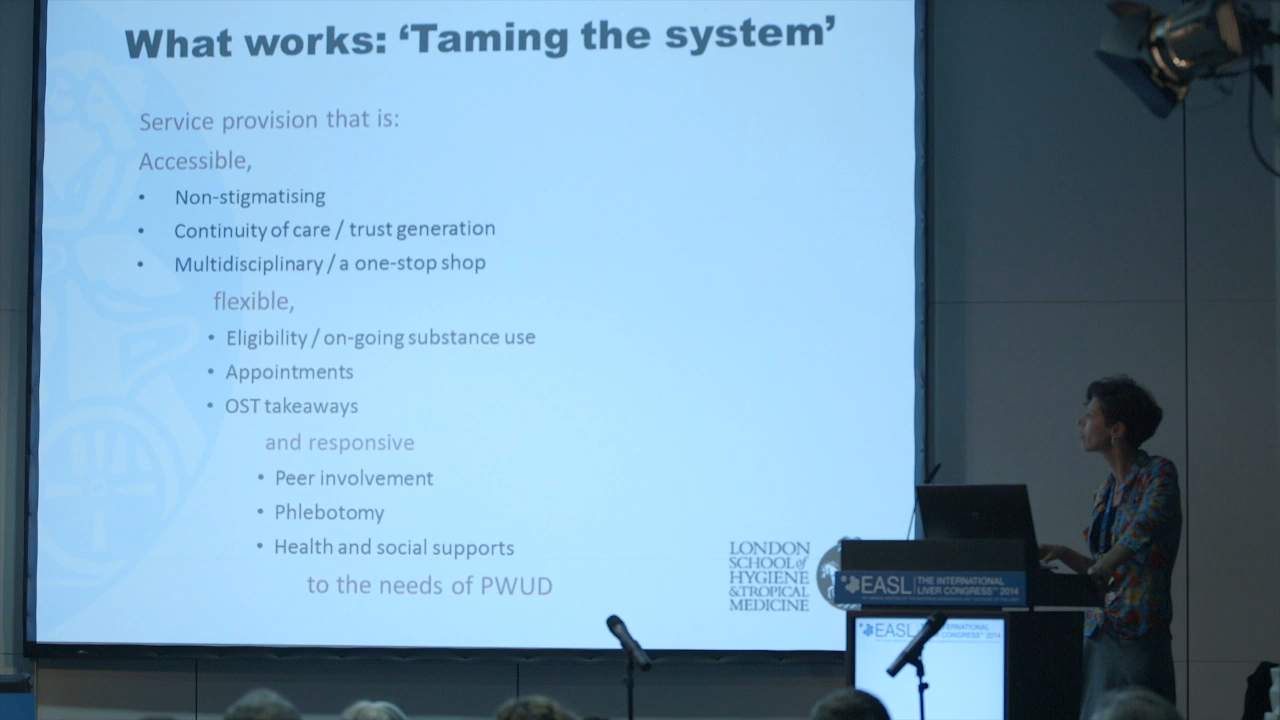 What works: ‘Taming the system’
Service provision that is:
Accessible,
• Non-stigmatising
• Continuity of care / trust generation
• Multidisciplinary / a one-stop shop
flexible,
• Eligibility / on-going substance use
• Appointments
• OST takeaways
and responsive
• Peer involvement
• Phlebotomy
• Health and social supports
to the needs of PWUD
LONDON
SCHOOL of
HYGIENE
& TROPICAL
MEDICINE
EASL THE INTERNATIONAL
LIVER CONGRESS™ 2014
EASL